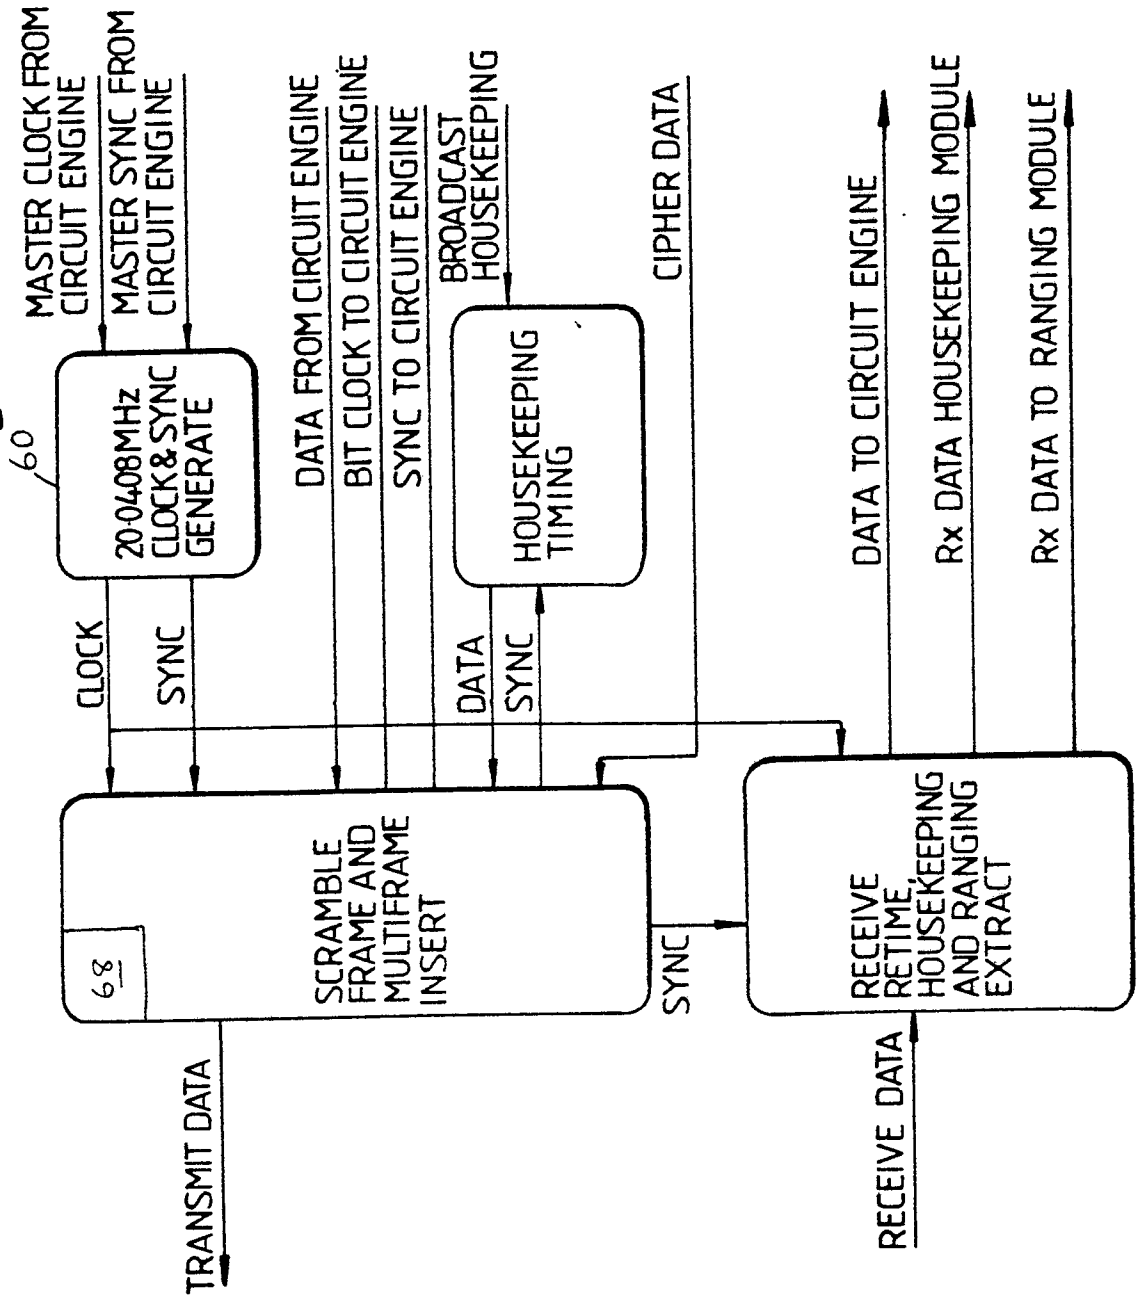 MASTER CLOCK FROM
CIRCUIT ENGINE
MASTER SYNC FROM
CIRCUIT ENGINE
60
20·0408MHz
CLOCK & SYNC
GENERATE
CLOCK
SYNC
DATA FROM CIRCUIT ENGINE
BIT CLOCK TO CIRCUIT ENGINE
SYNC TO CIRCUIT ENGINE
BROADCAST
HOUSEKEEPING
HOUSEKEEPING
TIMING
DATA
SYNC
CIPHER DATA
68
SCRAMBLE
FRAME AND
MULTIFRAME
INSERT
TRANSMIT DATA
SYNC
RECEIVE
RETIME,
HOUSEKEEPING
AND RANGING
EXTRACT
RECEIVE DATA
DATA TO CIRCUIT ENGINE
Rx DATA HOUSEKEEPING MODULE
Rx DATA TO RANGING MODULE